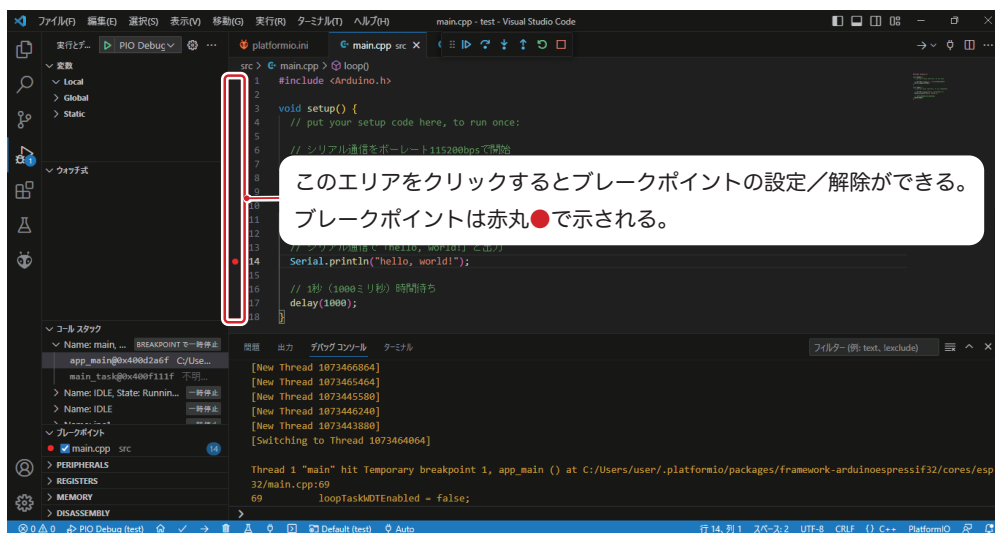 ファイル(F) 編集(E) 選択(S) 表示(V) 移動(G) 実行(R) ターミナル(T) ヘルプ(H) main.cpp - test - Visual Studio Code
実行とデ... PIO Debug ...
platformio.ini main.cpp src
変数
src > main.cpp > loop()
Local
1 #include <Arduino.h>
Global
2
Static
3 void setup() {
4 // put your setup code here, to run once:
5
6 // シリアル通信をボーレート115200bpsで開始
7
ウォッチ式
8
このエリアをクリックするとブレークポイントの設定／解除ができる。
9
10
ブレークポイントは赤丸●で示される。
11
12
13 // シリアル通信で「hello, world!」と出力
14 Serial.println("hello, world!");
15
16 // 1秒（1000ミリ秒）時間待ち
17 delay(1000);
18 }
コール スタック
Name: main, ... BREAKPOINT で一時停止
app_main@0x400d2a6f C:/Use...
main_task@0x400f111f 不明...
Name: IDLE, State: Runnin... 一時停止
Name: IDLE 一時停止
問題 出力 デバッグ コンソール ターミナル フィルター (例: text、!exclude)
[New Thread 1073466864]
[New Thread 1073465464]
[New Thread 1073445580]
[New Thread 1073446240]
[New Thread 1073443880]
[Switching to Thread 1073464064]
ブレークポイント
main.cpp src 14
PERIPHERALS
REGISTERS
MEMORY
DISASSEMBLY
Thread 1 "main" hit Temporary breakpoint 1, app_main () at C:/Users/user/.platformio/packages/framework-arduinoespressif32/cores/esp
32/main.cpp:69
69 loopTaskWDTEnabled = false;
>
0 0 PIO Debug (test) Default (test) Auto 行 14、列 1 スペース: 2 UTF-8 CRLF {} C++ PlatformIO